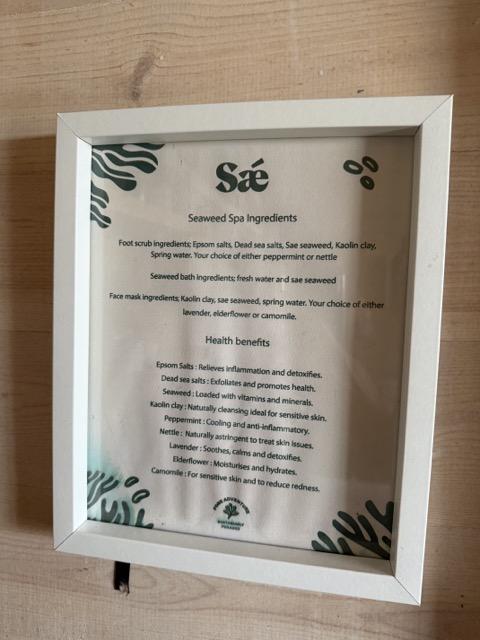 Sǽ
Seaweed Spa Ingredients
Foot scrub ingredients; Epsom salts, Dead sea salts, Sae seaweed, Kaolin clay,
Spring water. Your choice of either peppermint or nettle
Seaweed bath ingredients; fresh water and sae seaweed
Face mask ingredients; Kaolin clay, sae seaweed, spring water. Your choice of either
lavender, elderflower or camomile.
Health benefits
Epsom Salts : Relieves inflammation and detoxifies.
Dead sea salts : Exfoliates and promotes health.
Seaweed : Loaded with vitamins and minerals.
Kaolin clay : Naturally cleansing ideal for sensitive skin.
Peppermint : Cooling and anti-inflammatory.
Nettle : Naturally astringent to treat skin issues.
Lavender : Soothes, calms and detoxifies.
Elderflower : Moisturises and hydrates.
Camomile : For sensitive skin and to reduce redness.
PURE ADVENTURE
SUSTAINABLY
FORAGED